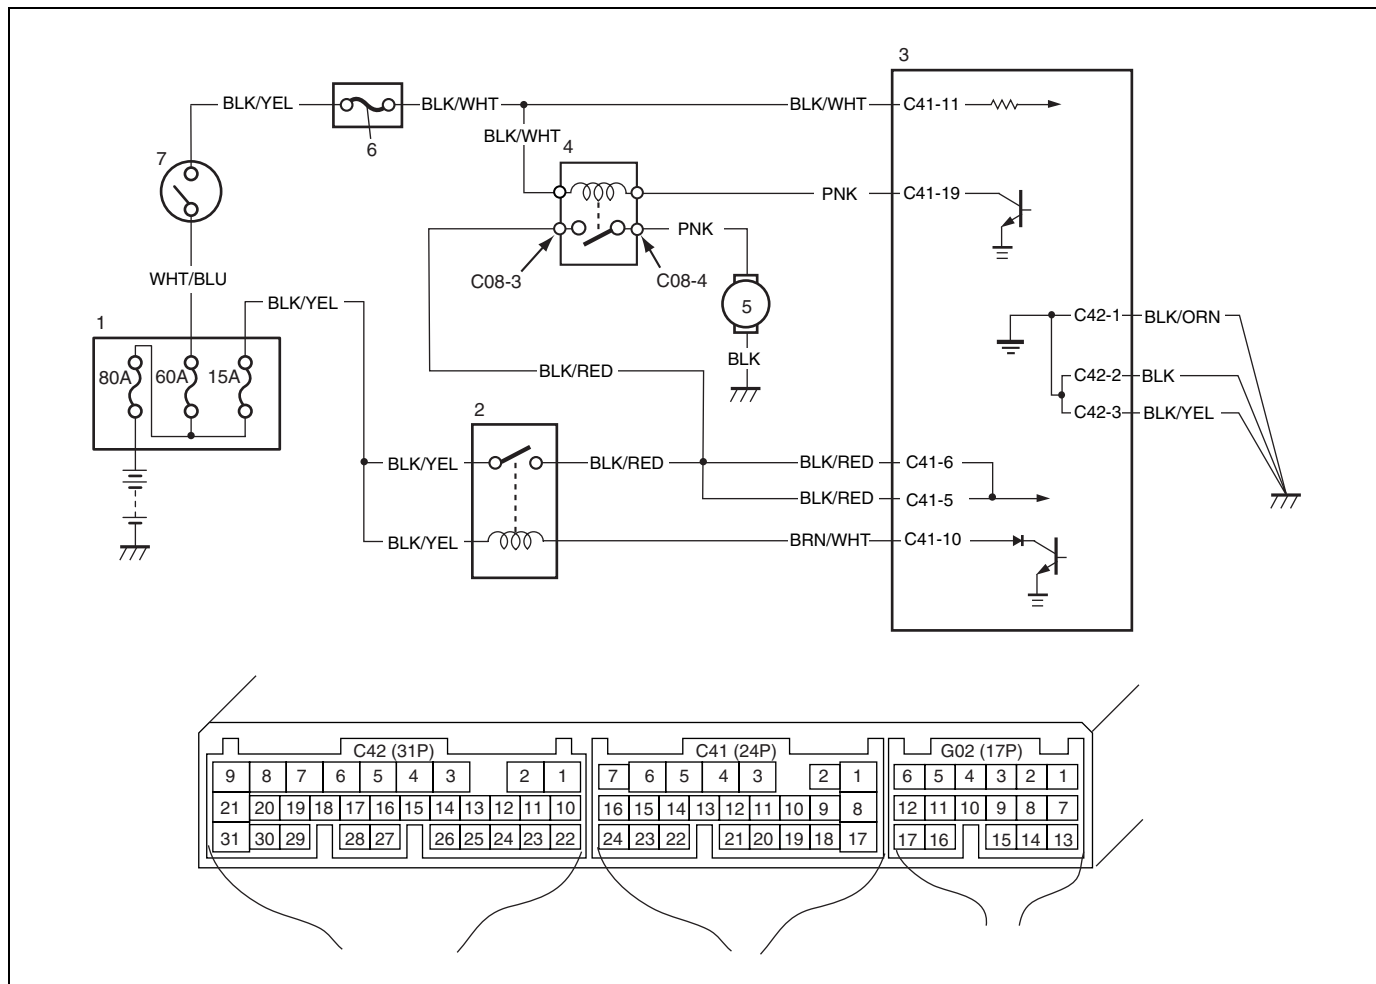 3
BLK/YEL BLK/WHT BLK/WHT C41-11
6
BLK/WHT
7 4
PNK C41-19
PNK
C08-3 C08-4
WHT/BLU
BLK/YEL
5
C42-1 BLK/ORN
1
80A 60A 15A
BLK
BLK/RED
C42-2 BLK
C42-3 BLK/YEL
2
BLK/YEL BLK/RED BLK/RED C41-6
BLK/RED C41-5
BLK/YEL BRN/WHT C41-10
C42 (31P) C41 (24P) G02 (17P)
9 8 7 6 5 4 3 2 1 7 6 5 4 3 2 1 6 5 4 3 2 1
21 20 19 18 17 16 15 14 13 12 11 10 16 15 14 13 12 11 10 9 8 12 11 10 9 8 7
31 30 29 28 27 26 25 24 23 22 24 23 22 21 20 19 18 17 17 16 15 14 13